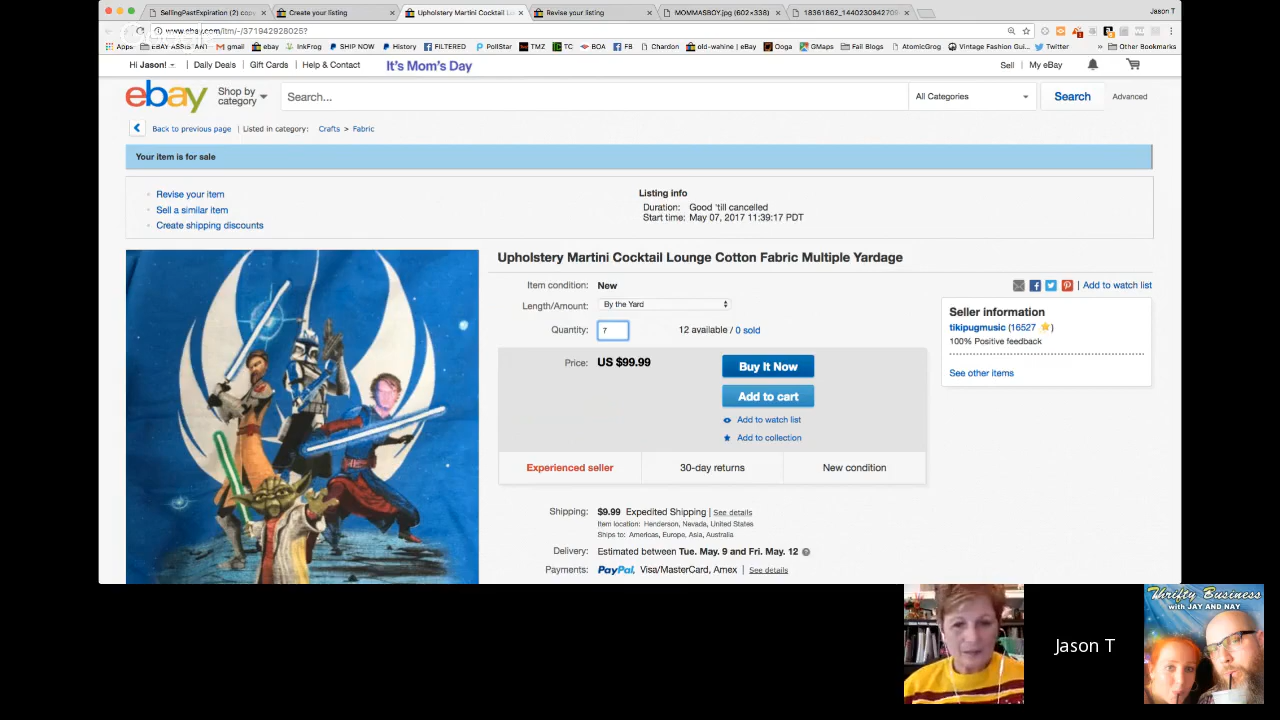 SellingPastExpiration (2) copy
Create your listing
Upholstery Martini Cocktail L
Revise your listing
MOMMASBOY.jpg (602×338)
Jason T
www.ebay.com/itm/-/371942928025?
Apps
EBAY ASSIST
gmail
ebay
InkFrog
SHIP NOW
History
FILTERED
PollStar
TMZ
TC
BOA
FB
Chardon
old-wahine | eBay
Ooga
GMaps
Fall Blogs
AtomicGrog
Vintage Fashion Gui...
Twitter
Other Bookmarks
Hi Jason!
Daily Deals
Gift Cards
Help & Contact
It's Mom's Day
Sell
My eBay
ebay
Shop by
category
Search...
All Categories
Search
Advanced
Back to previous page | Listed in category: Crafts > Fabric
Your item is for sale
Revise your item
Sell a similar item
Create shipping discounts
Listing info
Duration: Good 'till cancelled
Start time: May 07, 2017 11:39:17 PDT
Upholstery Martini Cocktail Lounge Cotton Fabric Multiple Yardage
Item condition: New
| Add to watch list
Length/Amount: By the Yard
Quantity: 7 12 available / 0 sold
Price: US $99.99
Buy It Now
Add to cart
Add to watch list
Add to collection
Experienced seller
30-day returns
New condition
Seller information
tikipugmusic (16527 )
100% Positive feedback
See other items
Shipping: $9.99 Expedited Shipping | See details
Item location: Henderson, Nevada, United States
Ships to: Americas, Europe, Asia, Australia
Delivery: Estimated between Tue. May. 9 and Fri. May. 12
Payments: PayPal, Visa/MasterCard, Amex | See details
Jason T
Thrifty Business
with JAY AND NAY